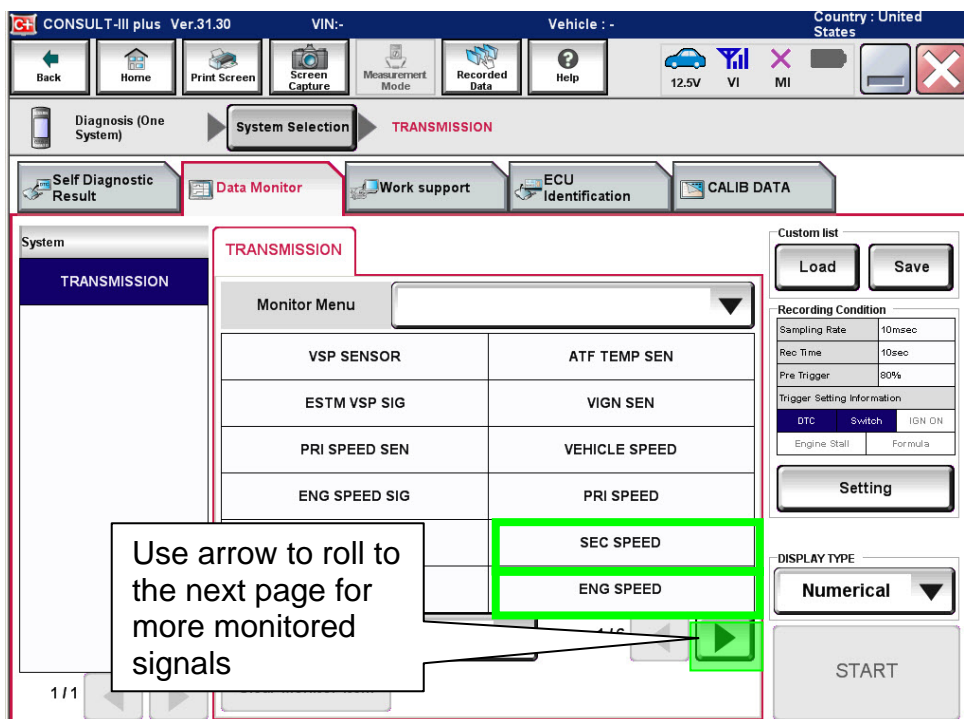 C+ CONSULT-III plus Ver.31.30 VIN:- Vehicle : - Country : United
States
Back Home Print Screen Screen
Capture Measurement
Mode Recorded
Data Help 12.5V VI MI
Diagnosis (One
System) System Selection TRANSMISSION
Self Diagnostic
Result Data Monitor Work support ECU
Identification CALIB DATA
System
TRANSMISSION
TRANSMISSION
Monitor Menu
VSP SENSOR ATF TEMP SEN
ESTM VSP SIG VIGN SEN
PRI SPEED SEN VEHICLE SPEED
ENG SPEED SIG PRI SPEED
SEC SPEED
ENG SPEED
Use arrow to roll to
the next page for
more monitored
signals
1/1
Custom list
Load Save
Recording Condition
Sampling Rate 10msec
Rec Time 10sec
Pre Trigger 80%
Trigger Setting Information
DTC Switch IGN ON
Engine Stall Formula
Setting
DISPLAY TYPE
Numerical
START